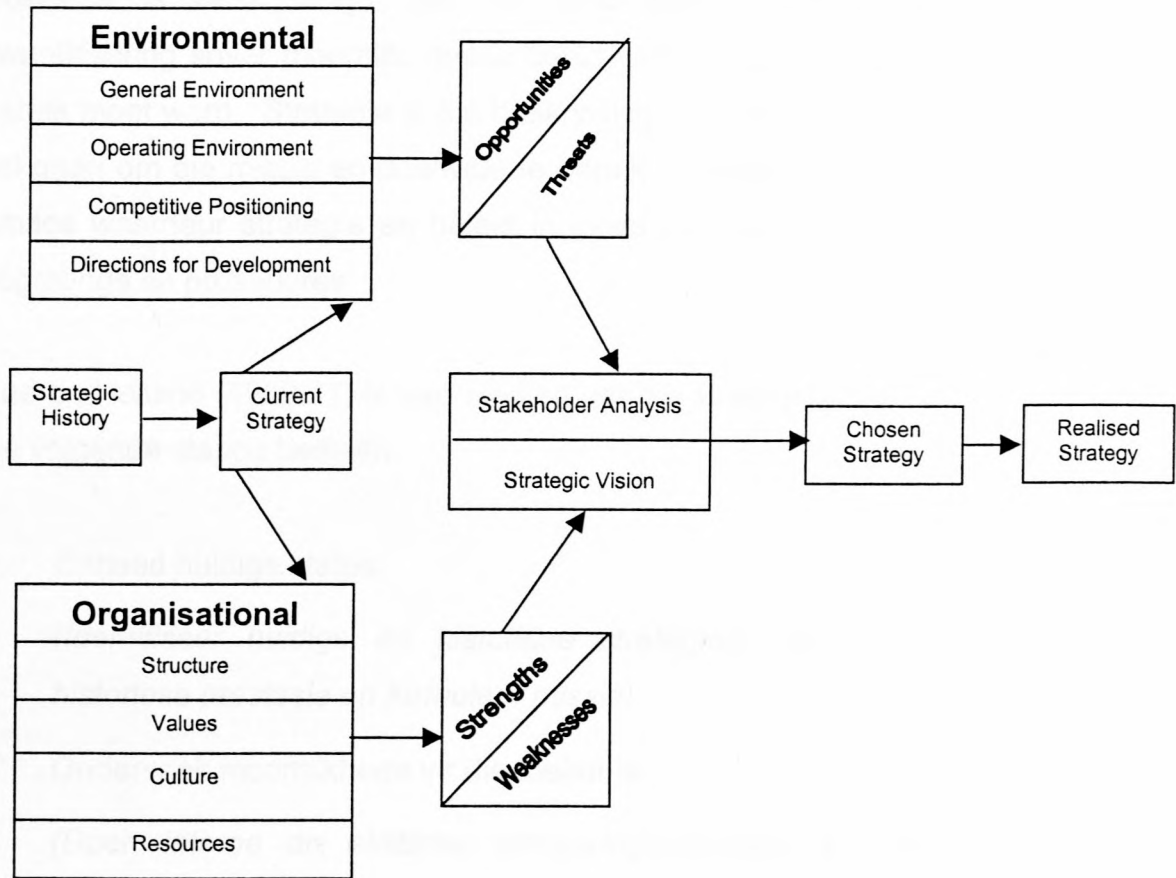 Environmental
General Environment
Operating Environment
Competitive Positioning
Directions for Development
Opportunities
Threats
Strategic
History
Current
Strategy
Stakeholder Analysis
Strategic Vision
Chosen
Strategy
Realised
Strategy
Organisational
Structure
Values
Culture
Resources
Strengths
Weaknesses